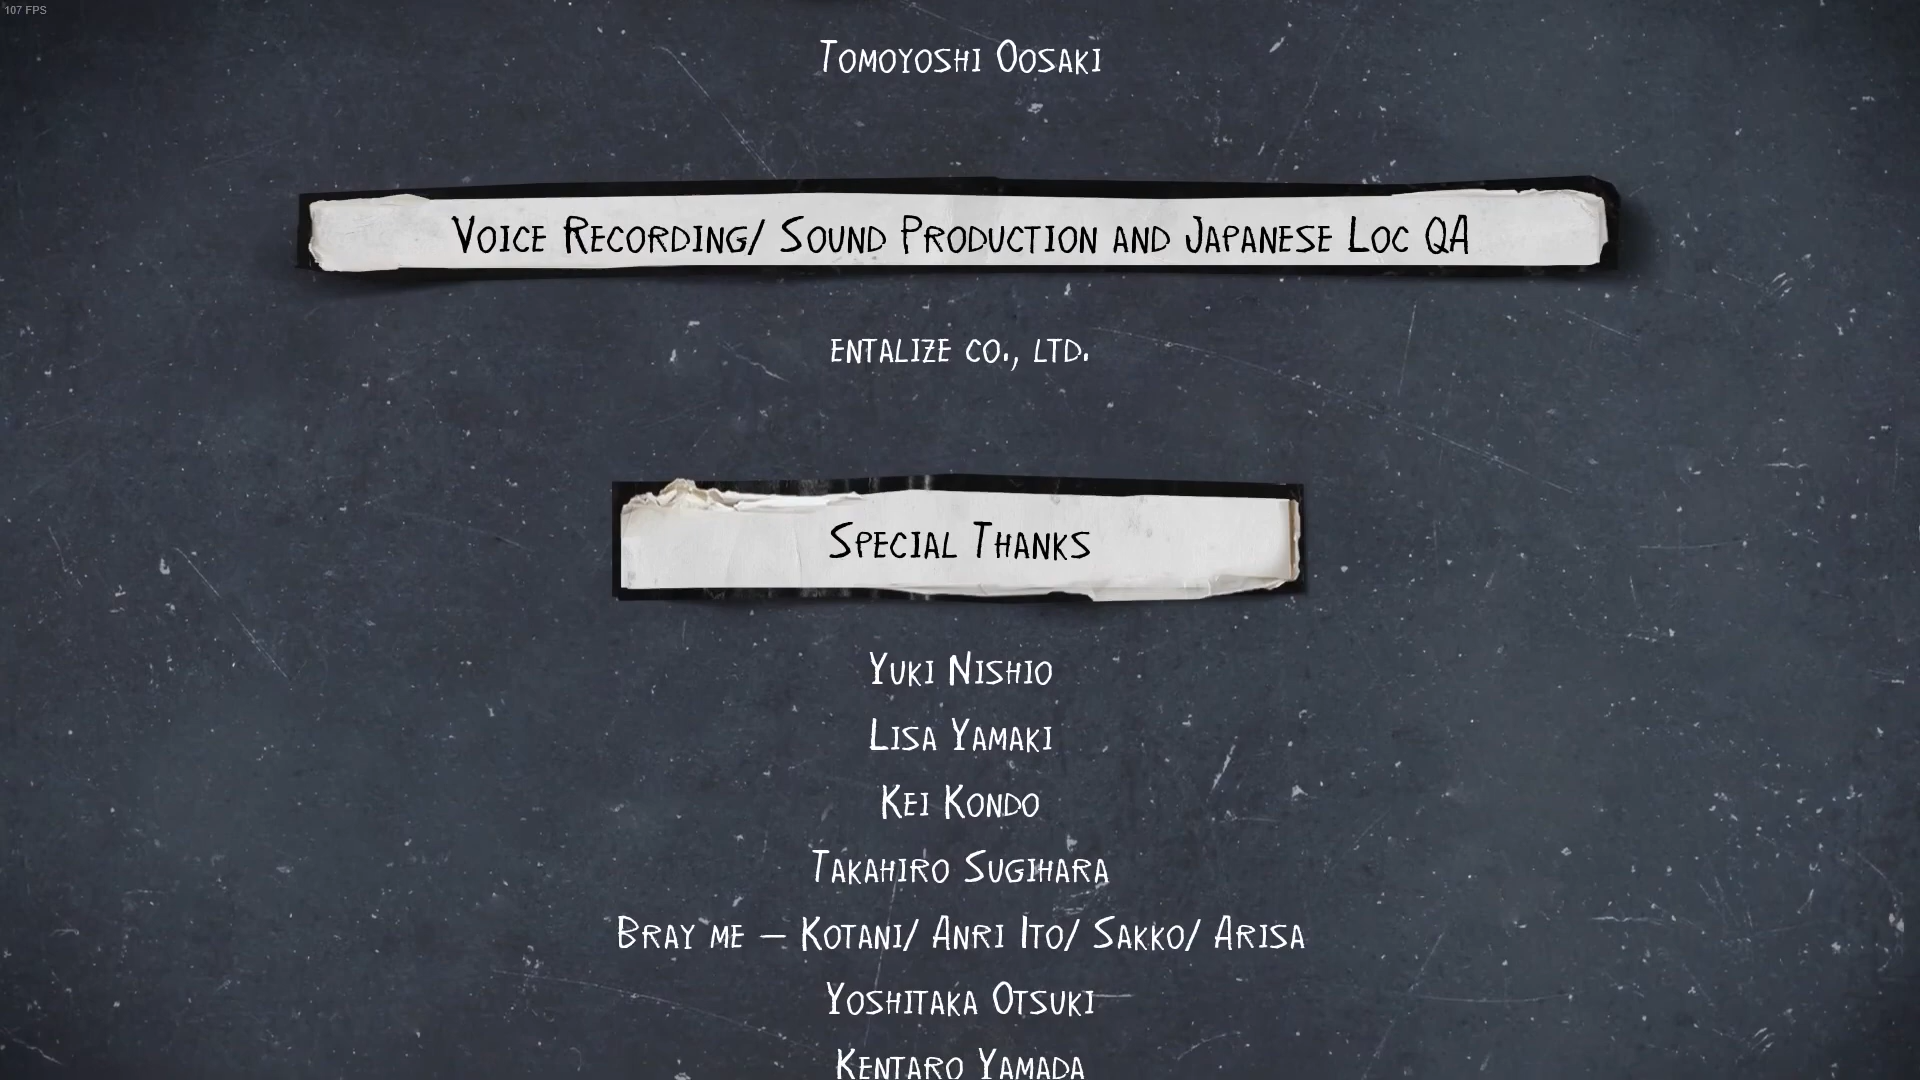 107 FPS
Tomoyoshi Oosaki
Voice Recording/ Sound Production and Japanese Loc QA
ENTALIZE CO., LTD.
Special Thanks
Yuki Nishio
Lisa Yamaki
Kei Kondo
Takahiro Sugihara
Bray me – Kotani/ Anri Ito/ Sakko/ Arisa
Yoshitaka Otsuki
Kentaro Yamada